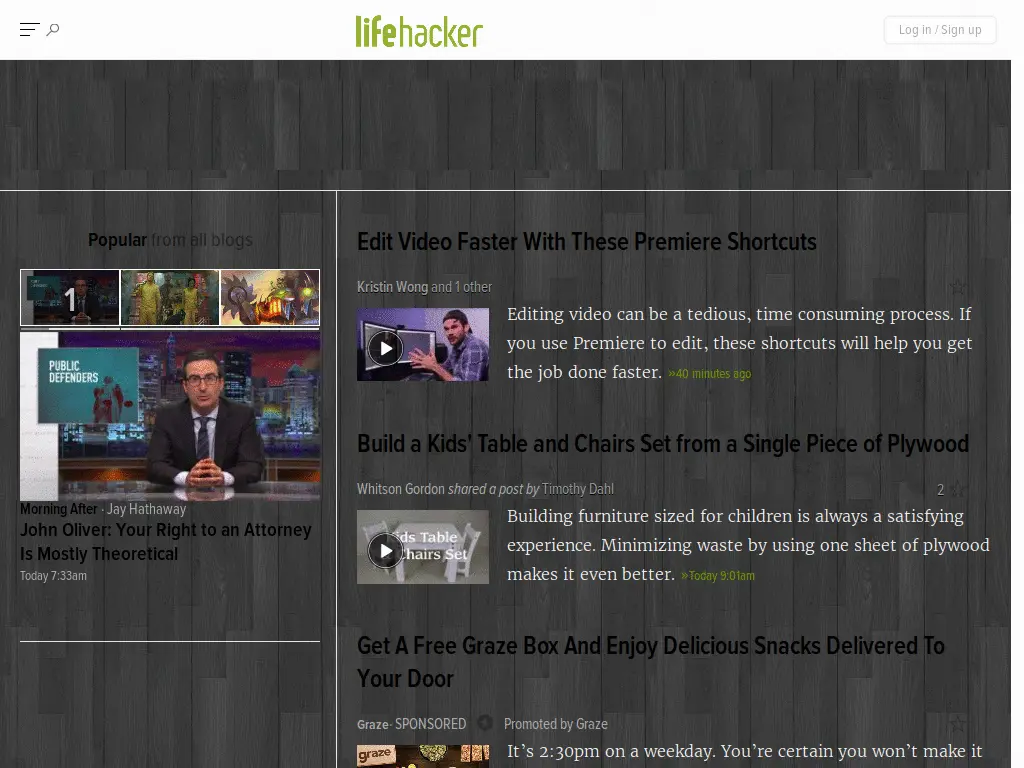 lifehacker
Log in / Sign up
Popular from all blogs
1
PUBLIC
DEFENDERS
Morning After · Jay Hathaway
John Oliver: Your Right to an Attorney
Is Mostly Theoretical
Today 7:33am
Edit Video Faster With These Premiere Shortcuts
Kristin Wong and 1 other
Editing video can be a tedious, time consuming process. If
you use Premiere to edit, these shortcuts will help you get
the job done faster. »40 minutes ago
Build a Kids' Table and Chairs Set from a Single Piece of Plywood
Whitson Gordon shared a post by Timothy Dahl
2
ds Table
Chairs Set
Building furniture sized for children is always a satisfying
experience. Minimizing waste by using one sheet of plywood
makes it even better. »Today 9:01am
Get A Free Graze Box And Enjoy Delicious Snacks Delivered To
Your Door
Graze· SPONSORED
Promoted by Graze
graze
It’s 2:30pm on a weekday. You’re certain you won’t make it